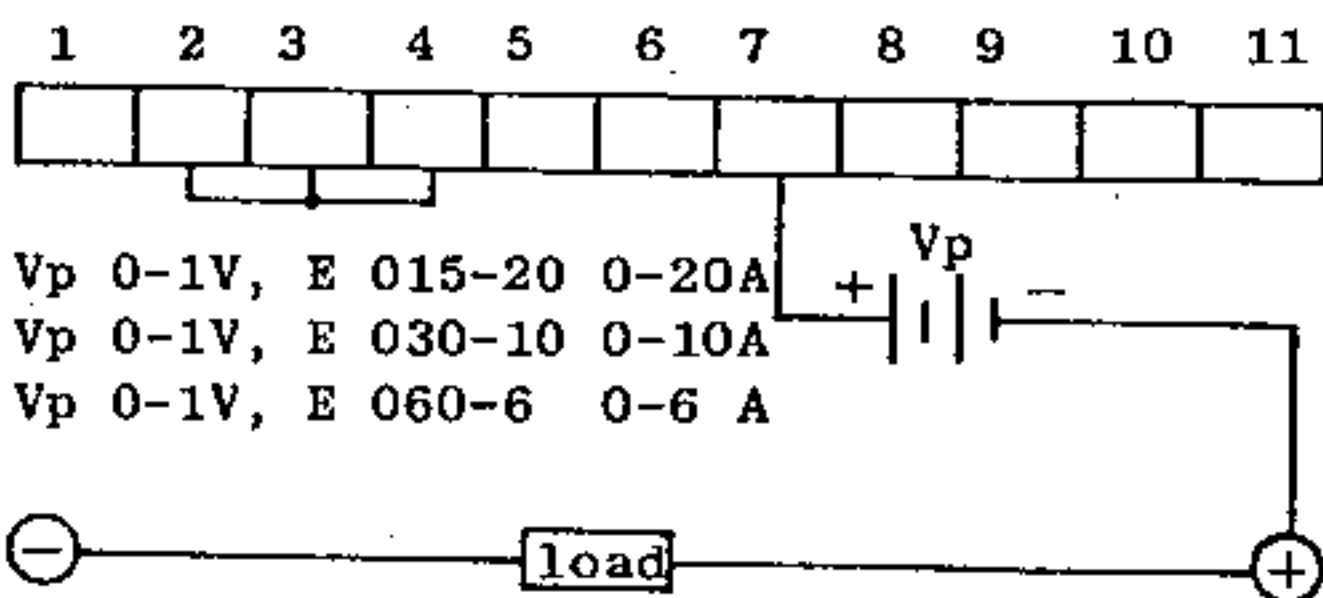 1 2 3 4 5 6 7 8 9 10 11
Vp
+ −
Vp 0-1V, E 015-20 0-20A
Vp 0-1V, E 030-10 0-10A
Vp 0-1V, E 060-6 0-6 A
− load +